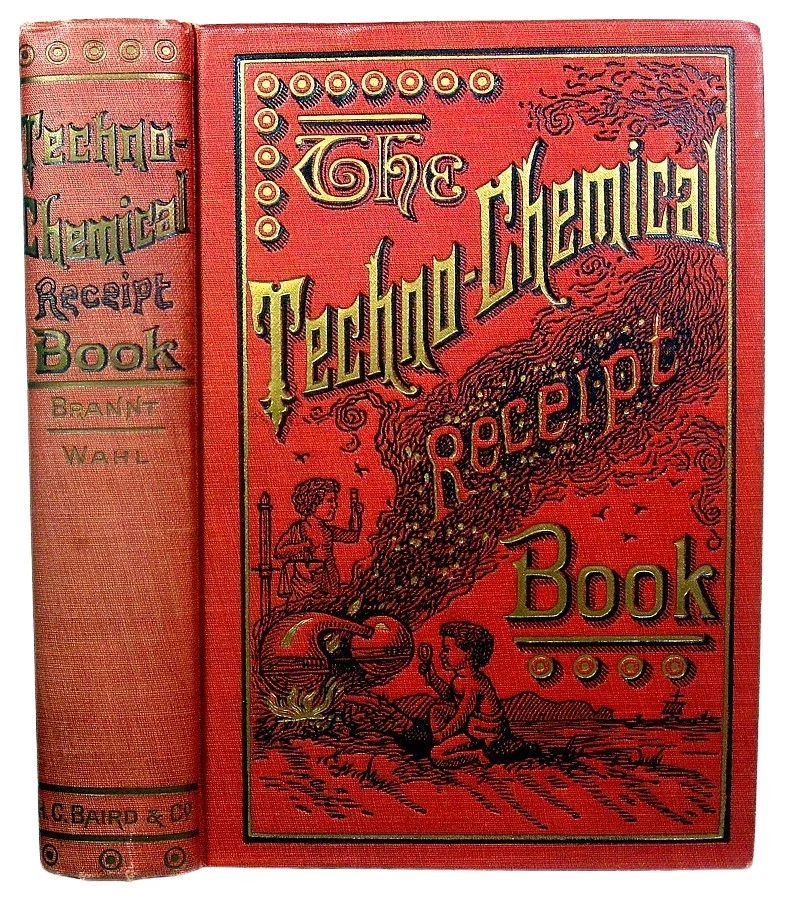 Techno-
Chemical
Receipt
Book
BRANNT
WAHL
H. C. BAIRD & Co
The
Techno-Chemical
Receipt
Book